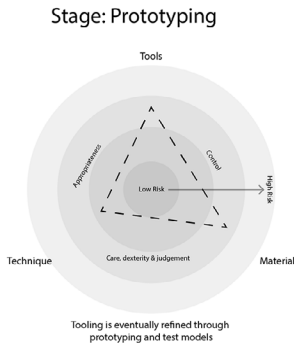 Stage: Prototyping
Tools
Appropriateness
Control
Low Risk
High Risk
Technique
Care, dexterity & judgement
Material
Tooling is eventually refined through
prototyping and test models